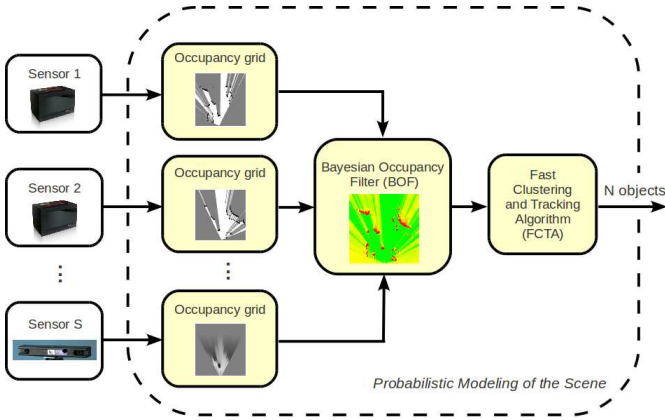 Sensor 1
Occupancy grid
Sensor 2
Occupancy grid
Bayesian Occupancy
Filter (BOF)
Fast
Clustering
and Tracking
Algorithm
(FCTA)
N objects
Sensor S
Occupancy grid
Probabilistic Modeling of the Scene